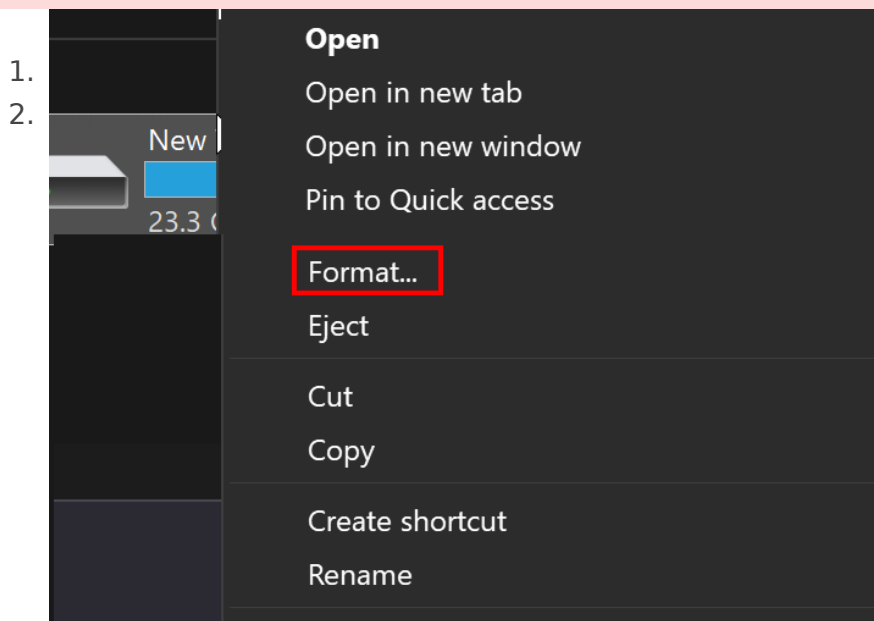 1.
2.
New
23.3
Open
Open in new tab
Open in new window
Pin to Quick access
Format...
Eject
Cut
Copy
Create shortcut
Rename